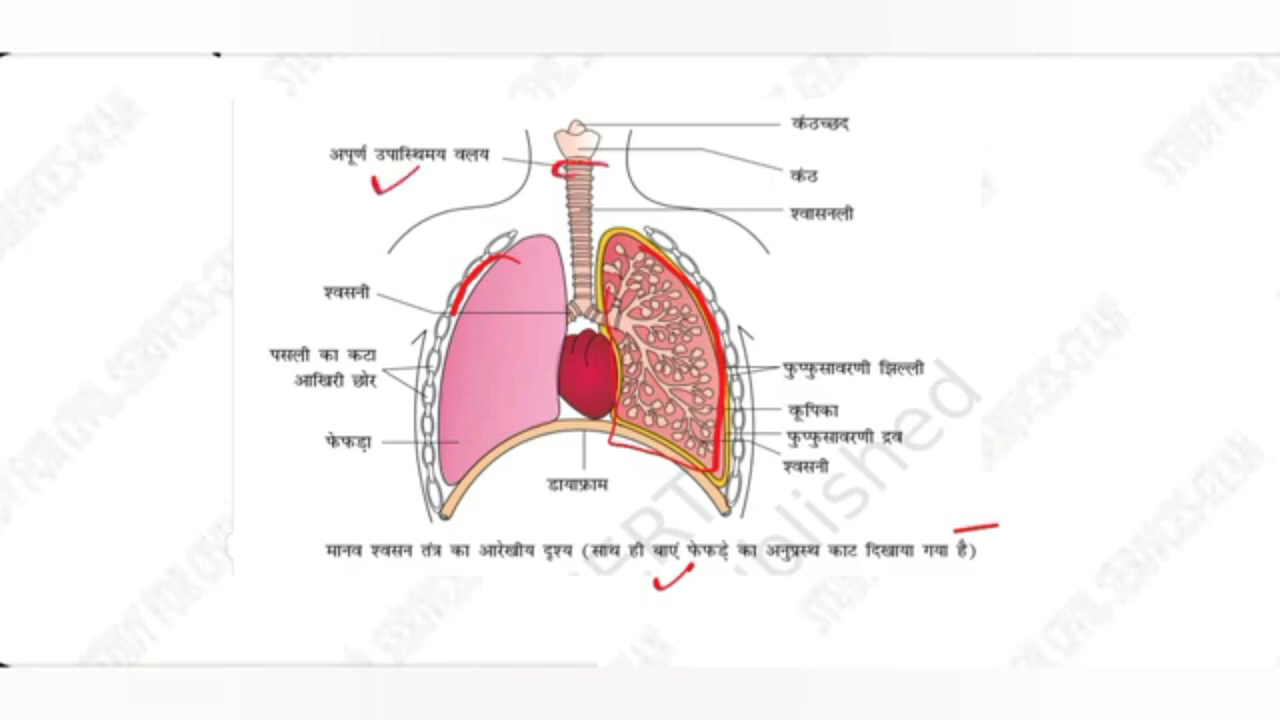 कंठच्छद
अपूर्ण उपास्थिमय वलय
कंठ
श्वासनली
श्वसनी
पसली का कटा
आखिरी छोर
फुप्फुसावरणी झिल्ली
कूपिका
फेफड़ा
फुप्फुसावरणी द्रव
श्वसनी
डायाफ्राम
मानव श्वसन तंत्र का आरेखीय दृश्य (साथ ही बाएं फेफड़े का अनुप्रस्थ काट दिखाया गया है)